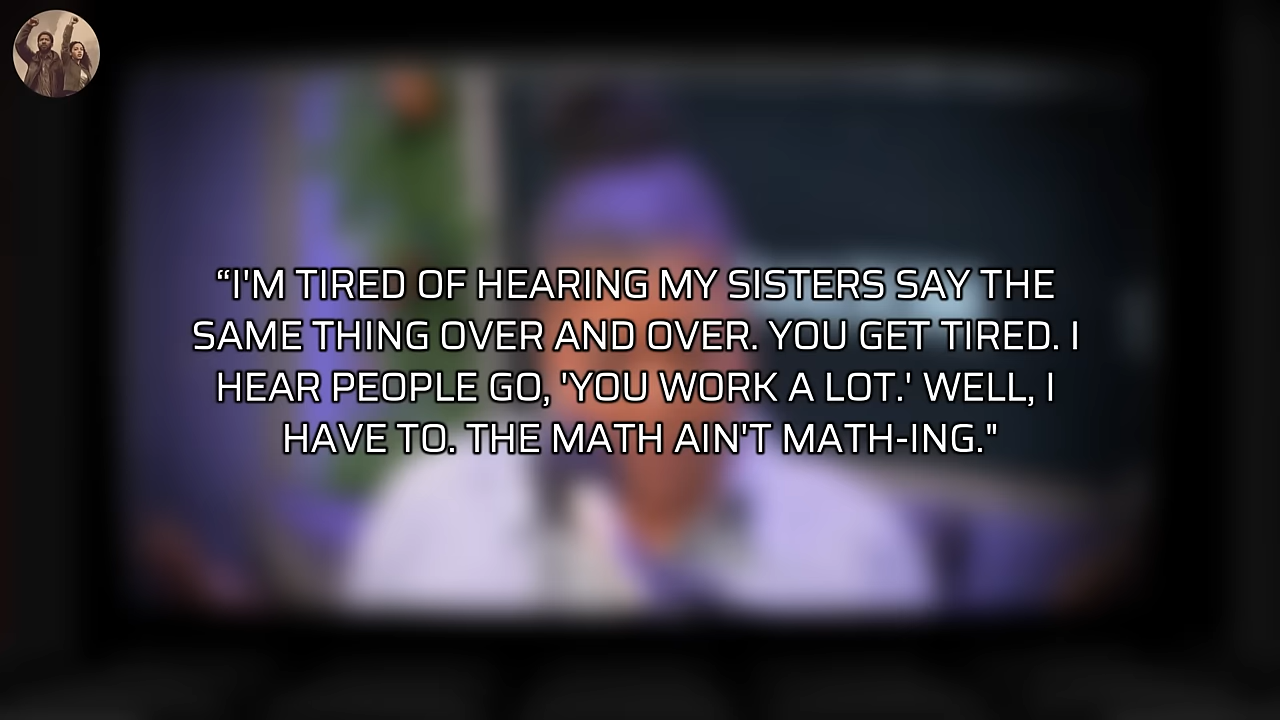 “I'M TIRED OF HEARING MY SISTERS SAY THE
SAME THING OVER AND OVER. YOU GET TIRED. I
HEAR PEOPLE GO, 'YOU WORK A LOT.' WELL, I
HAVE TO. THE MATH AIN'T MATH-ING."